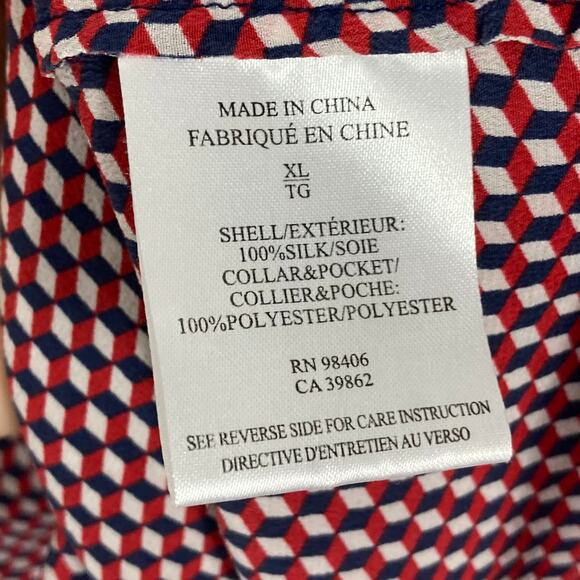 MADE IN CHINA
FABRIQUÉ EN CHINE
XL
TG
SHELL/EXTÉRIEUR:
100%SILK/SOIE
COLLAR&POCKET/
COLLIER&POCHE:
100%POLYESTER/POLYESTER
RN 98406
CA 39862
SEE REVERSE SIDE FOR CARE INSTRUCTION
DIRECTIVE D'ENTRETIEN AU VERSO